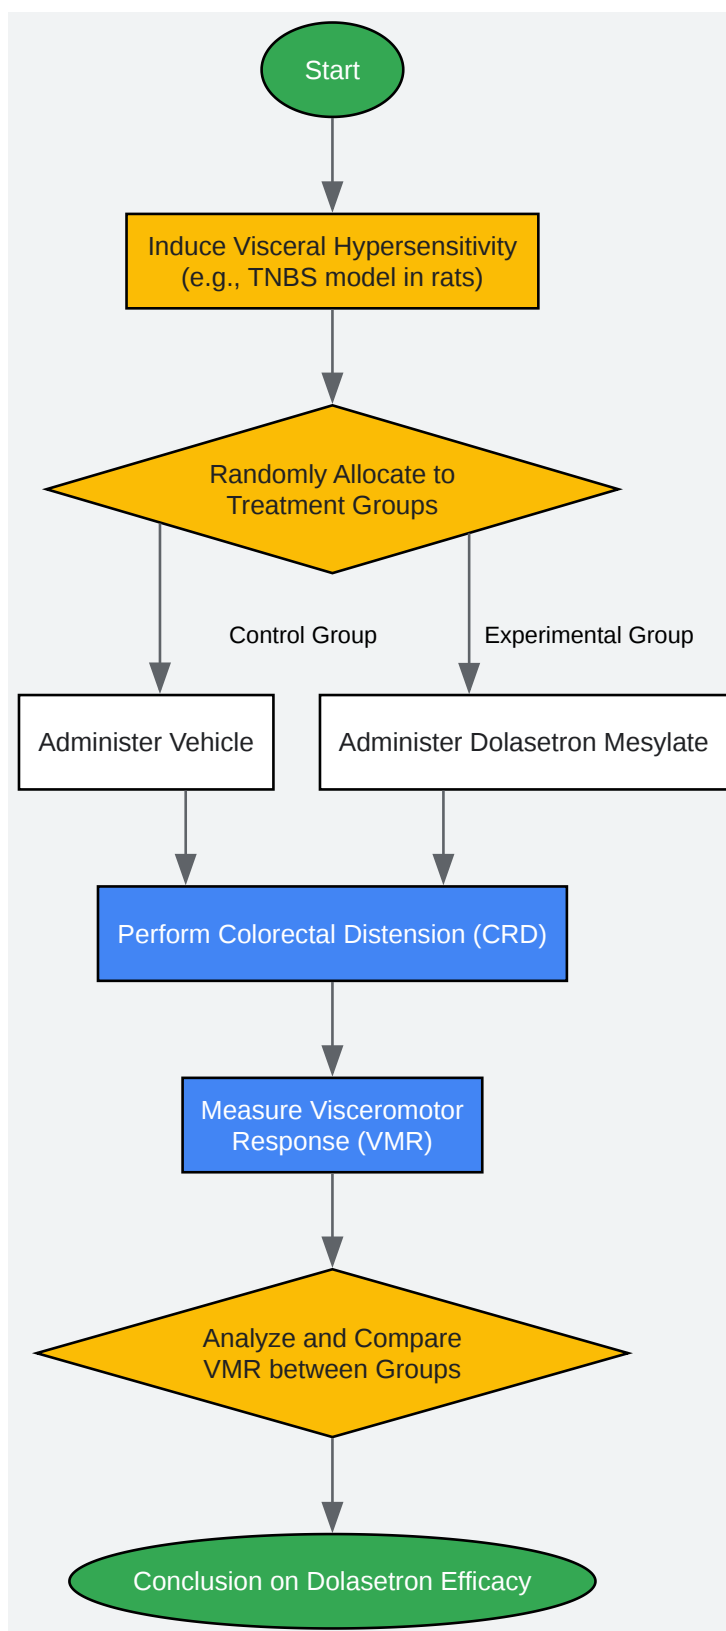 Start
Induce Visceral Hypersensitivity
(e.g., TNBS model in rats)
Randomly Allocate to
Treatment Groups
Control Group
Experimental Group
Administer Vehicle
Administer Dolasetron Mesylate
Perform Colorectal Distension (CRD)
Measure Visceromotor
Response (VMR)
Analyze and Compare
VMR between Groups
Conclusion on Dolasetron Efficacy